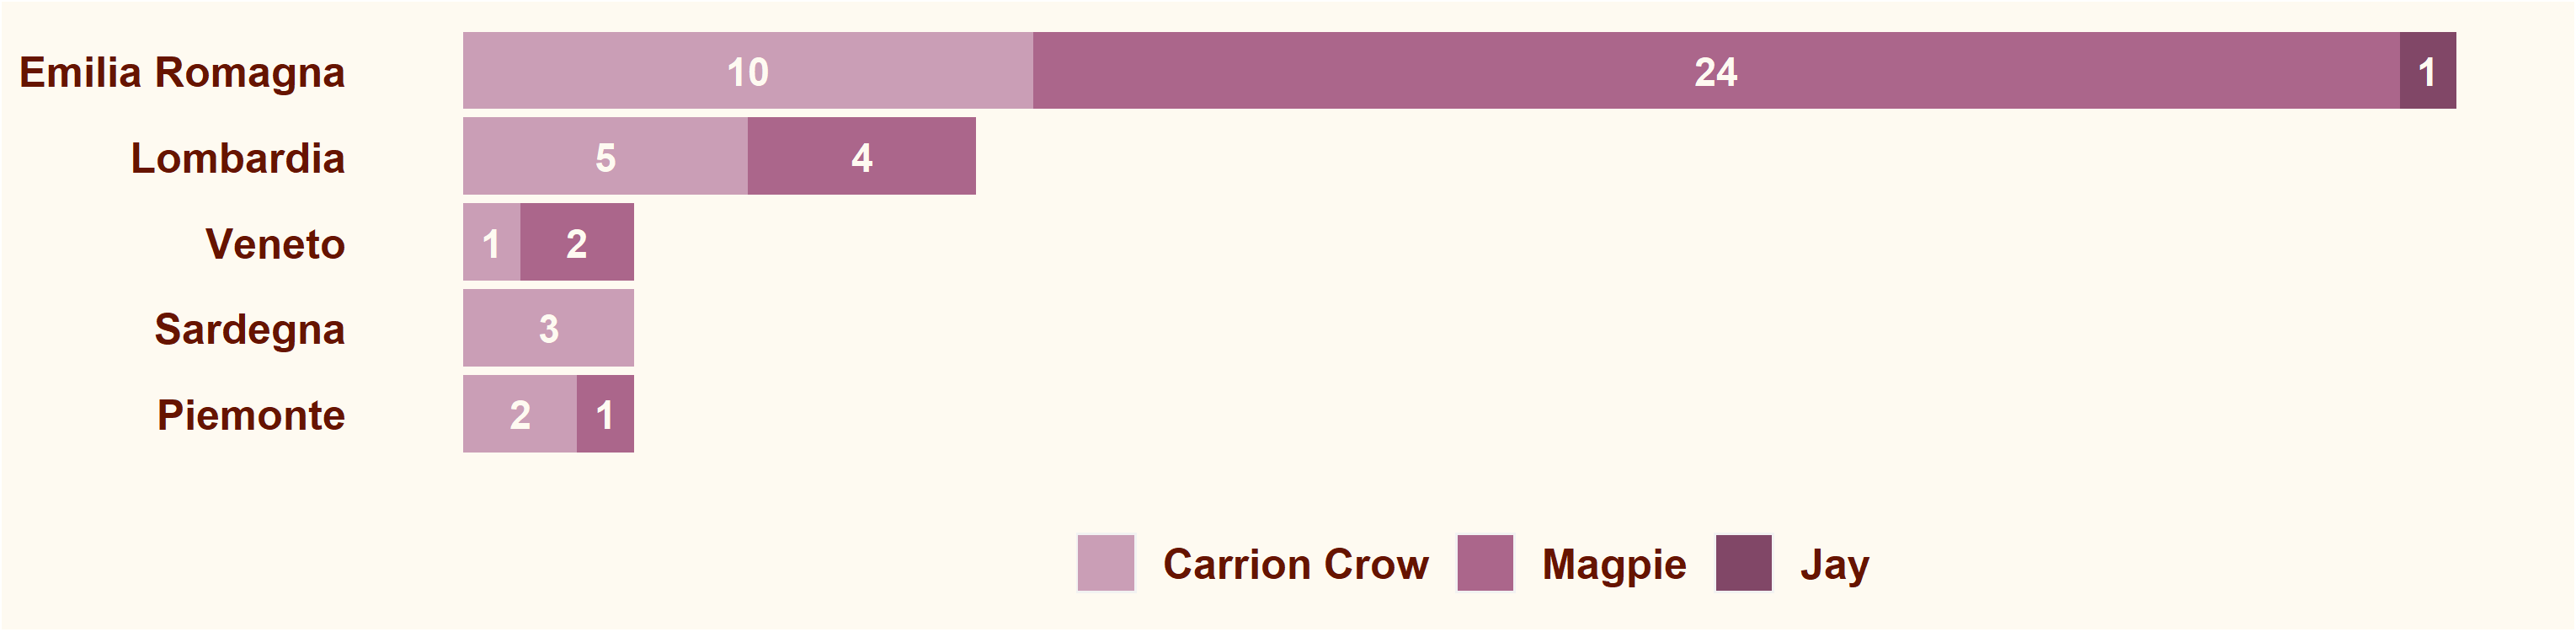 Emilia Romagna 10 24 1
Lombardia 5 4
Veneto 1 2
Sardegna 3
Piemonte 2 1
Carrion Crow Magpie Jay